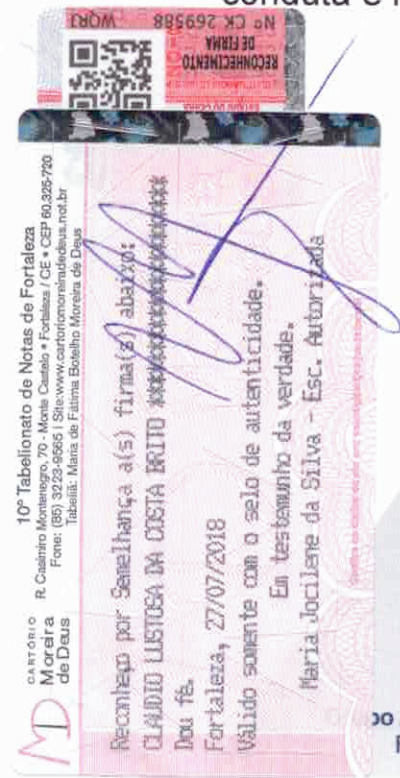 conduta e
Nº CK 269588
WQRJ
RECONHECIMENTO
DE FIRMA
CARTÓRIO
Moreira
de Deus
10º Tabelionato de Notas de Fortaleza
R. Casimiro Montenegro, 70 - Monte Castelo • Fortaleza / CE • CEP 60.325-720
Fone: (85) 3223-9565 | Site:www.cartoriomoreiradedeus.not.br
Tabeliã: Maria de Fátima Botelho Moreira de Deus
Reconheço por Semelhança a(s) firma(s) abaixo:
CLAUDIO LUSTOSA DA COSTA BRITO
Dou fé.
Fortaleza, 27/07/2018
Válido somente com o selo de autenticidade.
Em testemunho da verdade.
Maria Jocilene da Silva - Esc. Autorizada